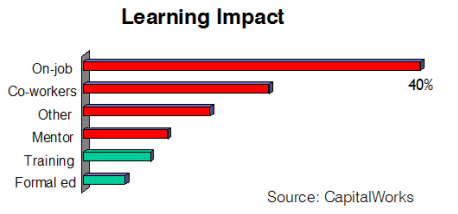 Learning Impact
On-job
40%
Co-workers
Other
Mentor
Training
Formal ed
Source: CapitalWorks